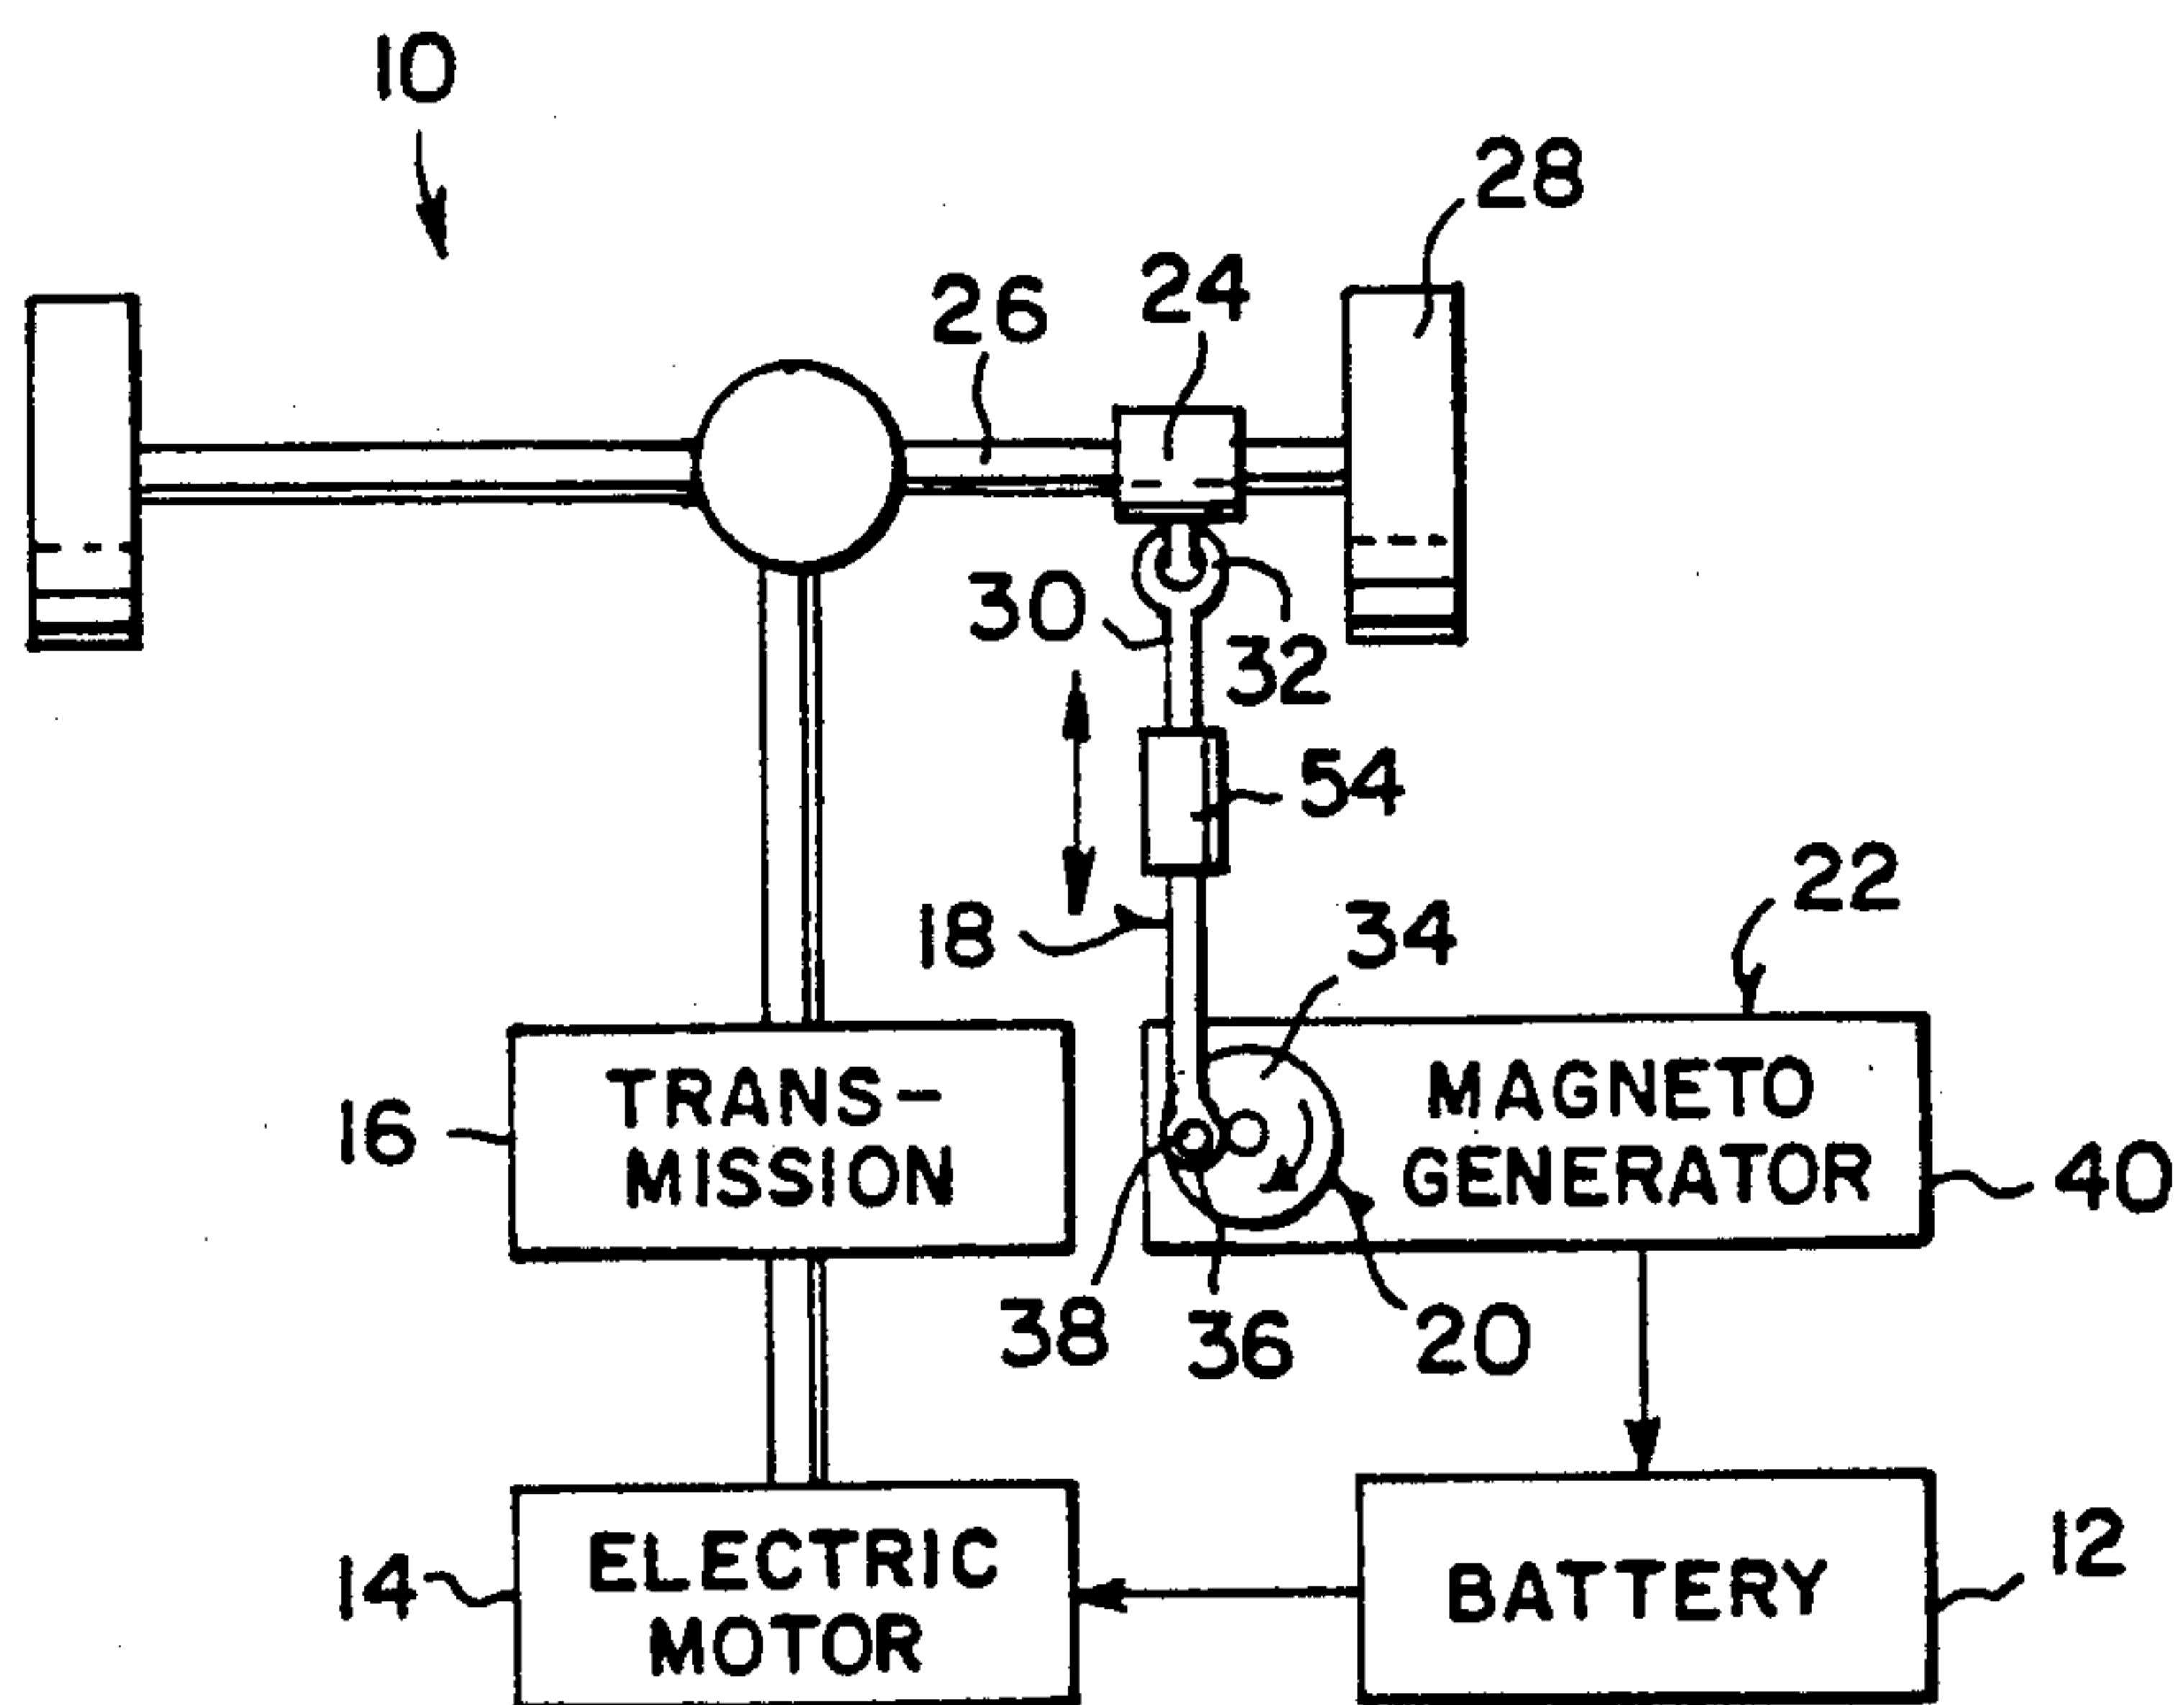 10
28
24
26
30
32
54
22
18
34
TRANS-
MISSION
16
MAGNETO
GENERATOR
40
38
36
20
12
ELECTRIC
MOTOR
14
BATTERY